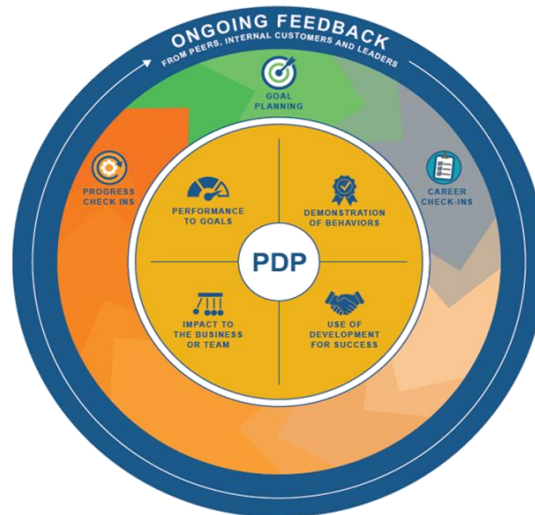 ONGOING FEEDBACK
FROM PEERS, INTERNAL CUSTOMERS AND LEADERS
GOAL
PLANNING
PROGRESS
CHECK INS
CAREER
CHECK-INS
PERFORMANCE
TO GOALS
DEMONSTRATION
OF BEHAVIORS
PDP
IMPACT TO
THE BUSINESS
OR TEAM
USE OF
DEVELOPMENT
FOR SUCCESS